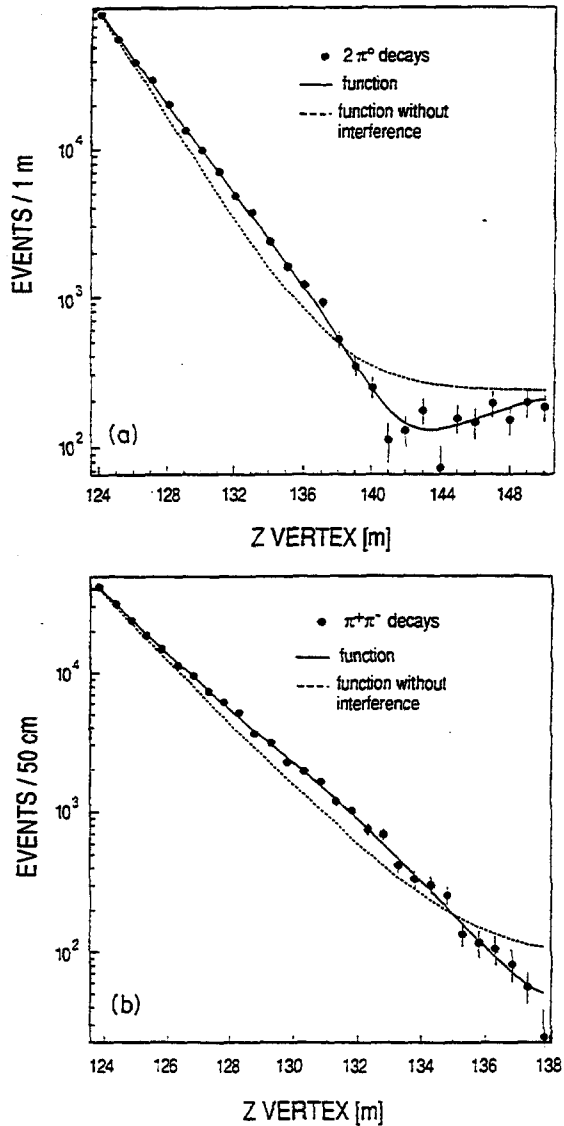 2 π° decays
function
function without
interference
10⁴
10³
10²
EVENTS / 1 m
(a)
124 128 132 136 140 144 148
Z VERTEX [m]
π⁺π⁻ decays
function
function without
interference
10⁴
10³
10²
EVENTS / 50 cm
(b)
124 126 128 130 132 134 136 138
Z VERTEX [m]